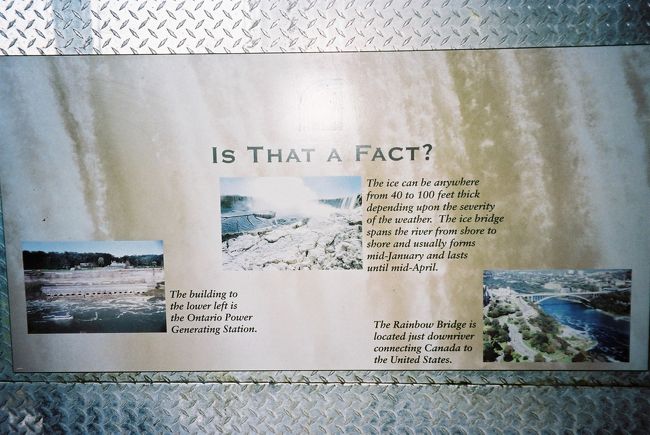 IS THAT A FACT?
The ice can be anywhere
from 40 to 100 feet thick
depending upon the severity
of the weather. The ice bridge
spans the river from shore to
shore and usually forms
mid-January and lasts
until mid-April.
The building to
the lower left is
the Ontario Power
Generating Station.
The Rainbow Bridge is
located just downriver
connecting Canada to
the United States.